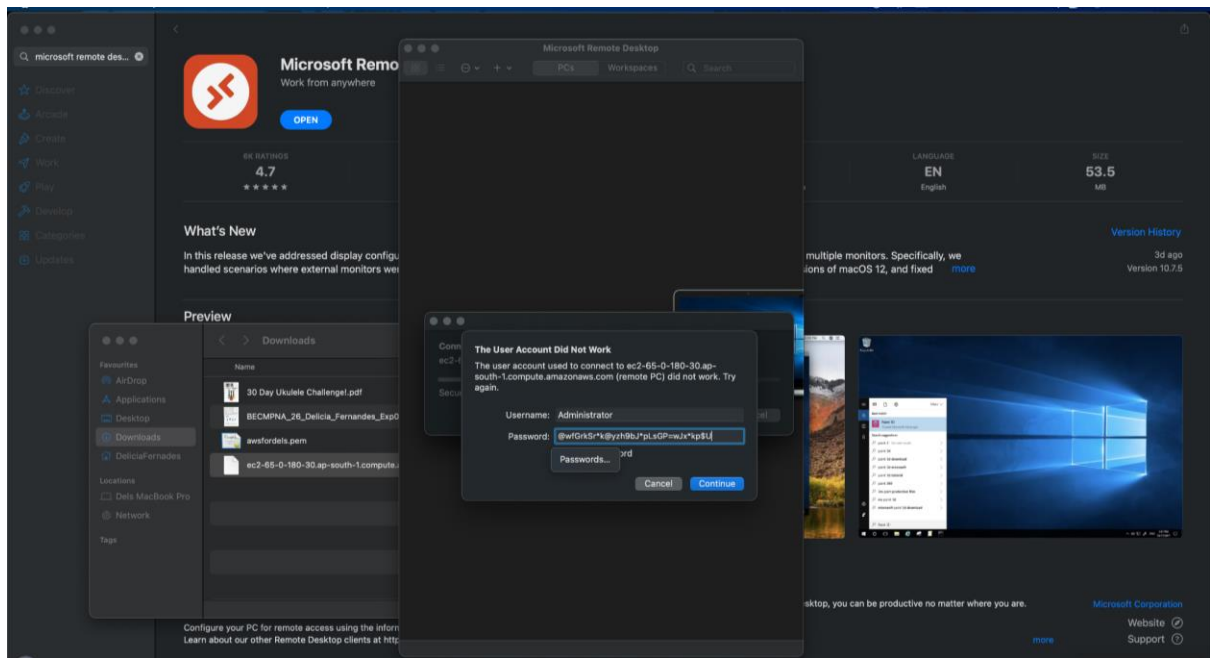 microsoft remote des...
Discover
Arcade
Create
Work
Play
Develop
Categories
Updates
Microsoft Remo
Work from anywhere
OPEN
6K RATINGS
4.7
★★★★★
LANGUAGE
EN
English
SIZE
53.5
MB
What's New
Version History
In this release we've addressed display configu
handled scenarios where external monitors wer
multiple monitors. Specifically, we
ions of macOS 12, and fixed
more
3d ago
Version 10.7.5
Preview
Microsoft Remote Desktop
PCs
Workspaces
Search
Downloads
Favourites
AirDrop
Applications
Desktop
Downloads
DeliciaFernades
Locations
Dels MacBook Pro
Network
Tags
Name
30 Day Ukulele Challenge!.pdf
BECMPNA_26_Delicia_Fernandes_Exp0
awsfordels.pem
ec2-65-0-180-30.ap-south-1.compute.
Conn
ec2-6
Secu
The User Account Did Not Work
The user account used to connect to ec2-65-0-180-30.ap-
south-1.compute.amazonaws.com (remote PC) did not work. Try
again.
Username: Administrator
Password: @wfGrkSr*k@yzh9bJ*pLsGP=wJx*kp$U
ord
Passwords...
Cancel
Continue
sktop, you can be productive no matter where you are.
Microsoft Corporation
Configure your PC for remote access using the inform
Learn about our other Remote Desktop clients at http
more
Website
Support